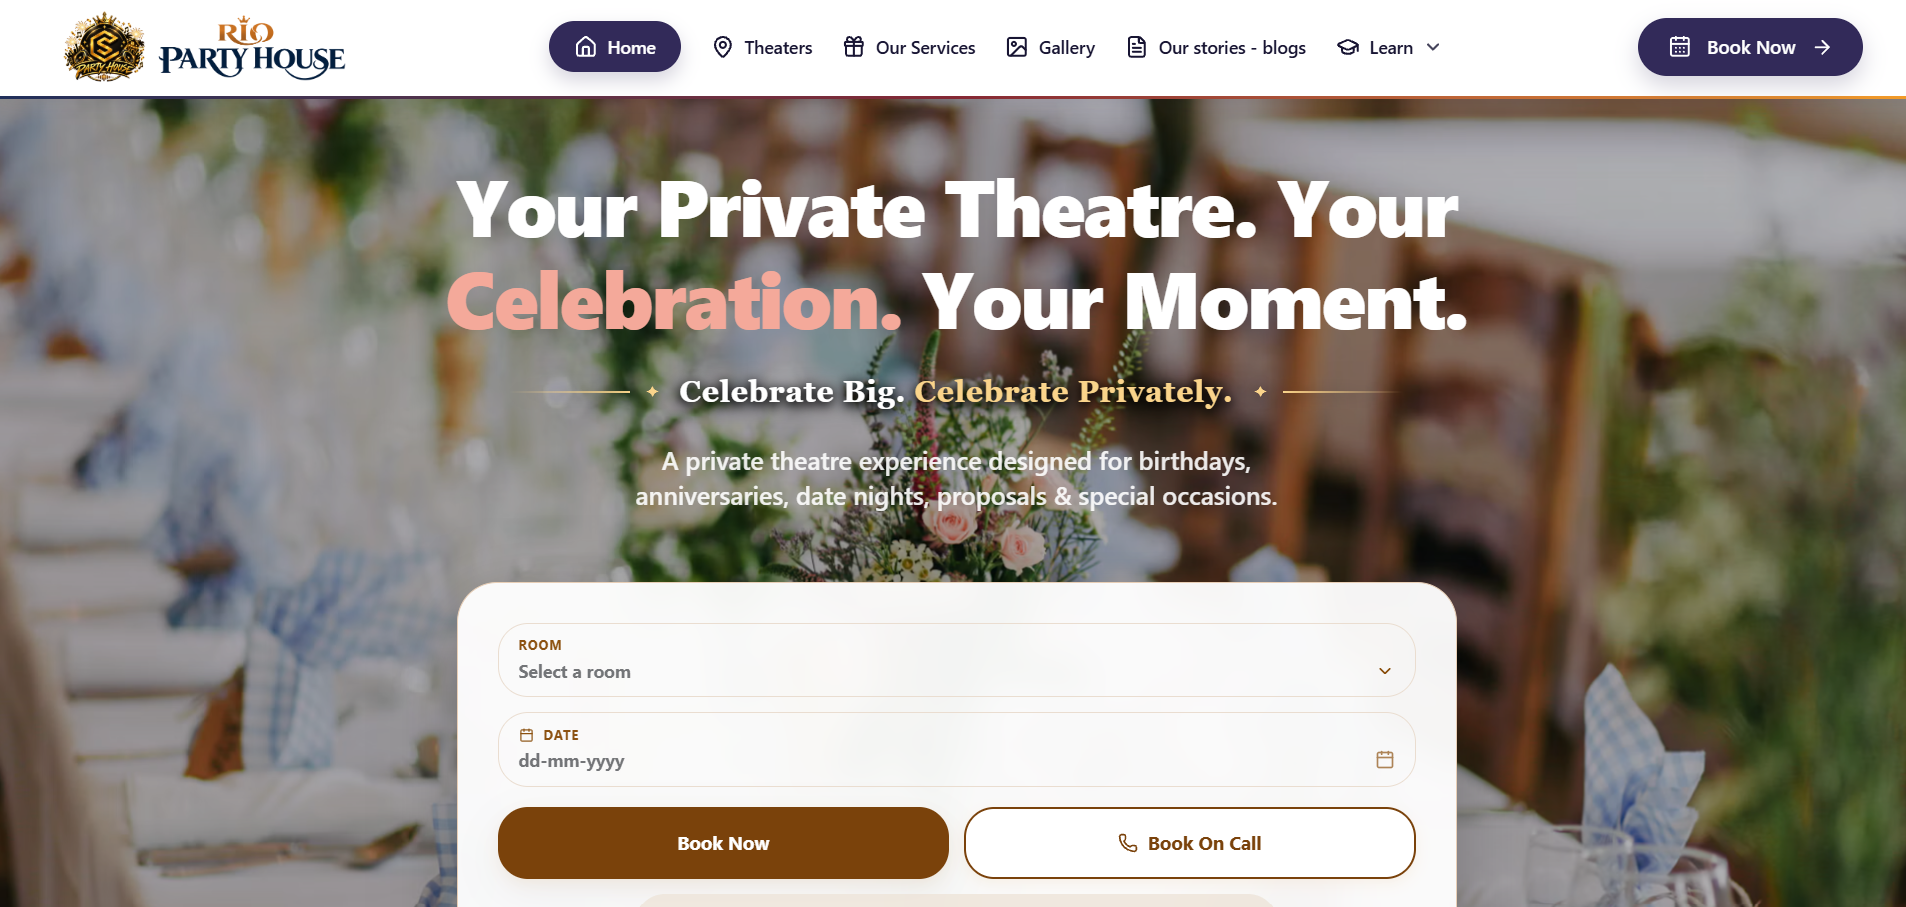 PARTY HOUSE
RIO
PARTY HOUSE
Home
Theaters
Our Services
Gallery
Our stories - blogs
Learn
Book Now
Your Private Theatre. Your
Celebration. Your Moment.
Celebrate Big. Celebrate Privately.
A private theatre experience designed for birthdays,
anniversaries, date nights, proposals & special occasions.
ROOM
Select a room
DATE
dd-mm-yyyy
Book Now
Book On Call